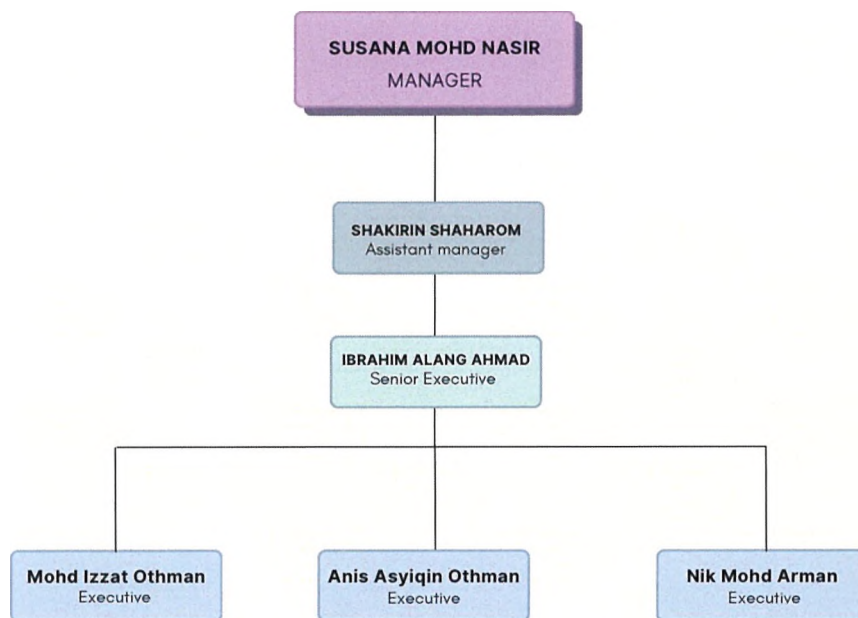 SUSANA MOHD NASIR
MANAGER
SHAKIRIN SHAHAROM
Assistant manager
IBRAHIM ALANG AHMAD
Senior Executive
Mohd Izzat Othman
Executive
Anis Asyiqin Othman
Executive
Nik Mohd Arman
Executive